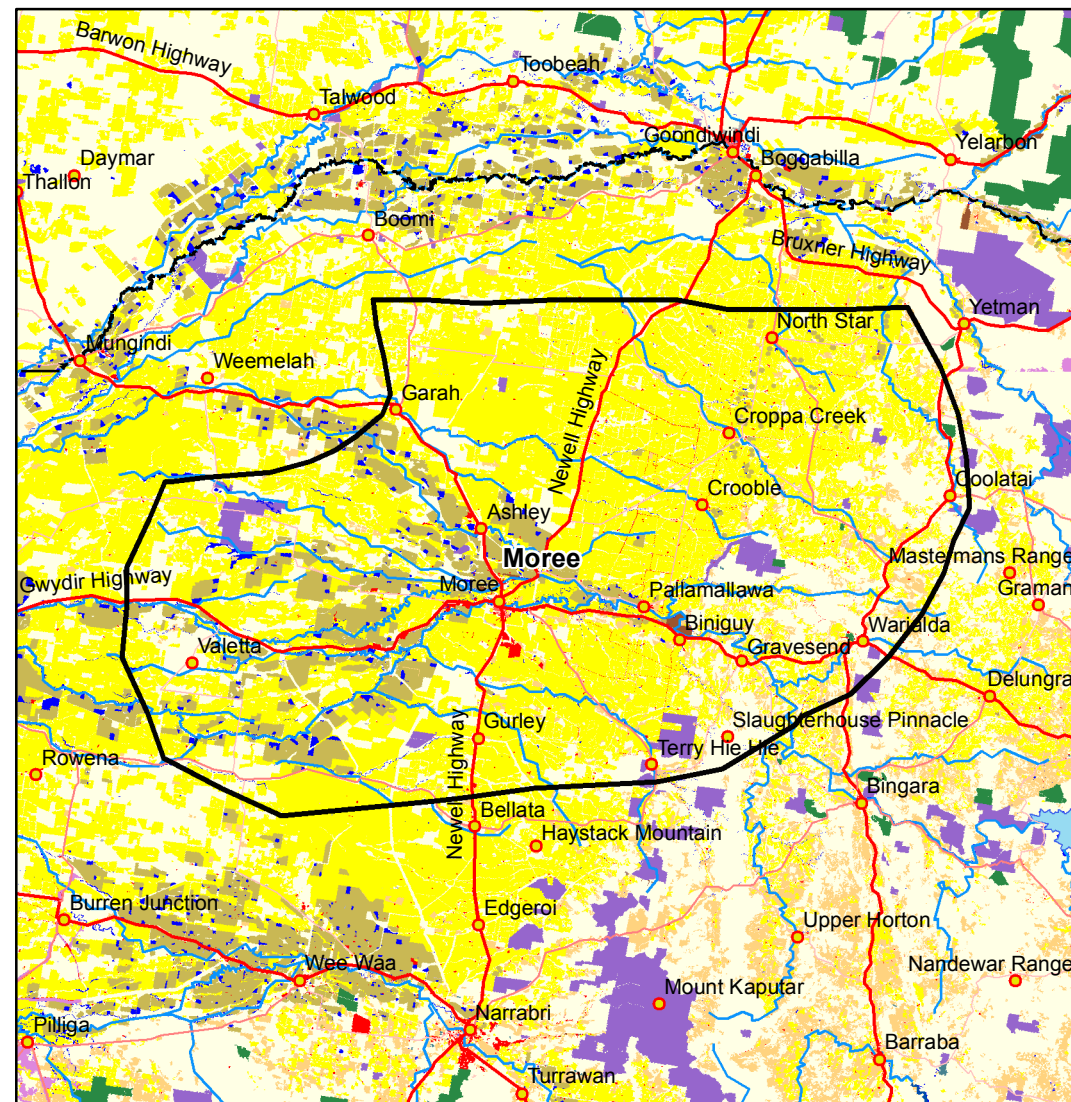 Barwon Highway
Toobeah
Talwood
Goondiwindi
Yelarbon
Daymar
Boggabilla
Thallon
Boomi
Bruxner Highway
North Star
Yetman
Mungindi
Weemelah
Newell Highway
Garah
Croppa Creek
Crooble
Coolatai
Ashley
Moree
Mastermans Range
Gwydir Highway
Moree
Pallamallawa
Graman
Biniguy
Warialda
Valetta
Gravesend
Delungra
Slaughterhouse Pinnacle
Gurley
Newell Highway
Terry Hie Hie
Rowena
Bingara
Bellata
Haystack Mountain
Burren Junction
Edgeroi
Upper Horton
Wee Waa
Nandewar Range
Mount Kaputar
Pilliga
Narrabri
Barraba
Turrawan